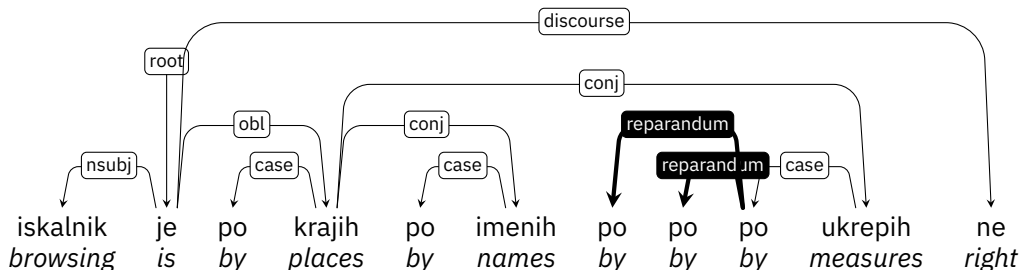 discourse
root
conj
obl conj reparandum
nsubj case case reparandum case
iskalnik je po krajih po imenih po po po ukrepih ne
browsing is by places by names by by by measures right